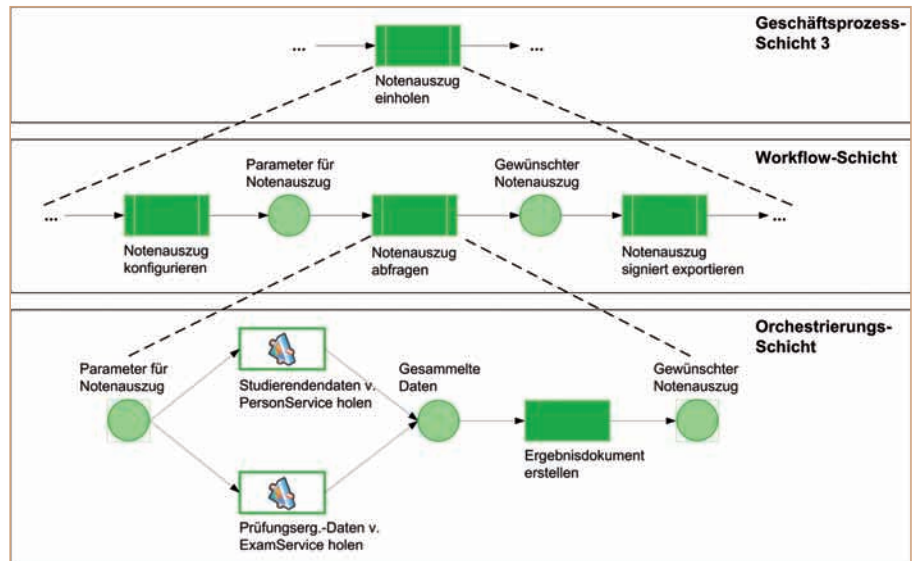 Geschäftsprozess-
Schicht 3
...
...
Notenauszug
einholen
Workflow-Schicht
Parameter für
Notenauszug
Gewünschter
Notenauszug
...
...
Notenauszug
konfigurieren
Notenauszug
abfragen
Notenauszug
signiert exportieren
Orchestrierungs-
Schicht
Parameter für
Notenauszug
Studierendendaten v.
PersonService holen
Gesammelte
Daten
Gewünschter
Notenauszug
Ergebnisdokument
erstellen
Prüfungserg.-Daten v.
ExamService holen